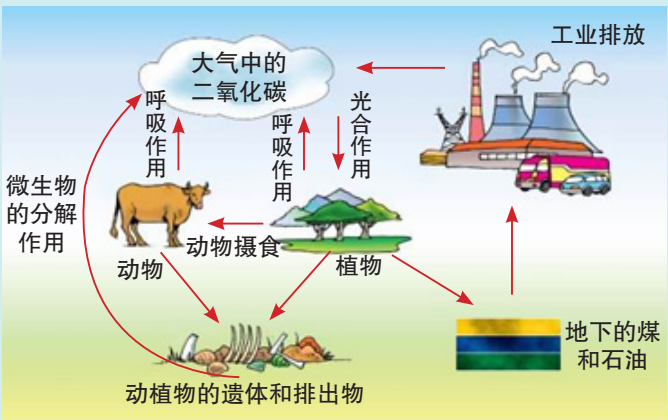 工业排放
大气中的
二氧化碳
呼吸作用
呼吸作用
光合作用
微生物
的分解
作用
动物摄食
动物
植物
地下的煤
和石油
动植物的遗体和排出物